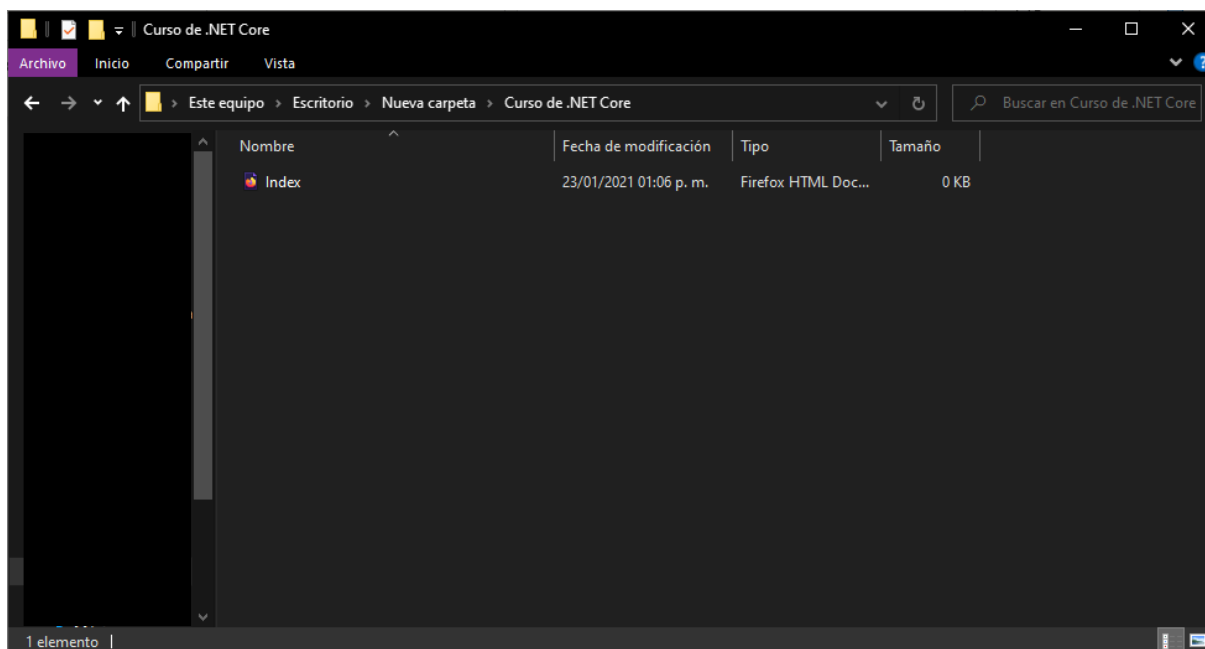 Curso de .NET Core
Archivo Inicio Compartir Vista
Este equipo > Escritorio > Nueva carpeta > Curso de .NET Core Buscar en Curso de .NET Core
Nombre Fecha de modificación Tipo Tamaño
Index 23/01/2021 01:06 p. m. Firefox HTML Doc... 0 KB
1 elemento